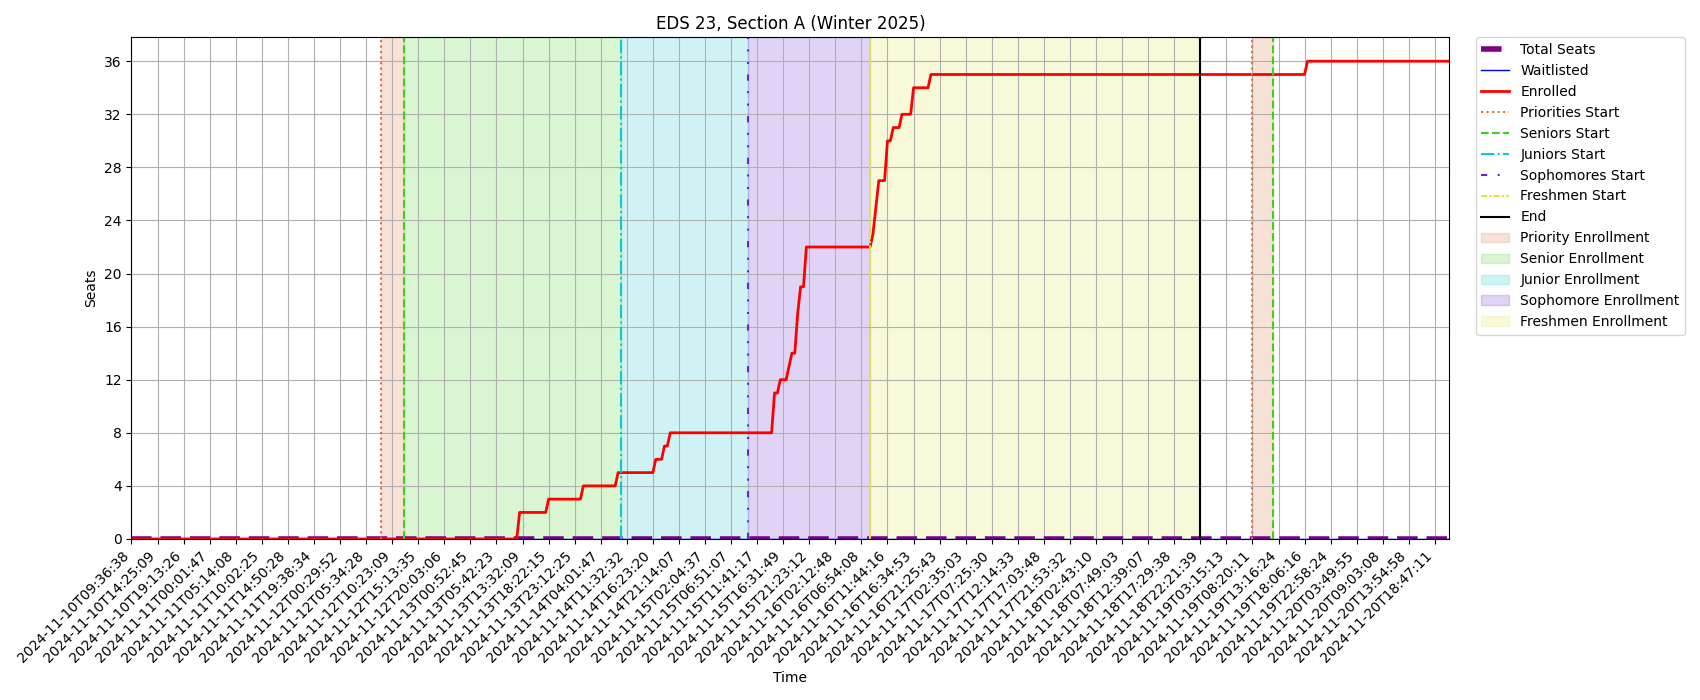 EDS 23, Section A (Winter 2025)
Seats
36
32
28
24
20
16
12
8
4
0
2024-11-10T09:36:38
2024-11-10T14:25:09
2024-11-10T19:13:26
2024-11-11T00:01:47
2024-11-11T05:14:08
2024-11-11T10:02:25
2024-11-11T14:50:28
2024-11-11T19:38:34
2024-11-12T00:29:52
2024-11-12T05:34:28
2024-11-12T10:23:09
2024-11-12T15:13:35
2024-11-12T20:03:06
2024-11-13T00:52:45
2024-11-13T05:42:23
2024-11-13T13:32:09
2024-11-13T18:22:15
2024-11-13T23:12:25
2024-11-14T04:01:47
2024-11-14T11:32:32
2024-11-14T16:23:20
2024-11-14T21:14:07
2024-11-15T02:04:37
2024-11-15T06:51:07
2024-11-15T11:41:17
2024-11-15T16:31:49
2024-11-15T21:23:12
2024-11-16T02:12:48
2024-11-16T06:54:08
2024-11-16T11:44:16
2024-11-16T16:34:53
2024-11-16T21:25:43
2024-11-17T02:35:03
2024-11-17T07:25:30
2024-11-17T12:14:33
2024-11-17T17:03:48
2024-11-17T21:53:32
2024-11-18T02:43:10
2024-11-18T07:49:03
2024-11-18T12:39:07
2024-11-18T17:29:38
2024-11-18T22:21:39
2024-11-19T03:15:13
2024-11-19T08:20:11
2024-11-19T13:16:24
2024-11-19T18:06:16
2024-11-19T22:58:24
2024-11-20T03:49:55
2024-11-20T09:03:08
2024-11-20T13:54:58
2024-11-20T18:47:11
Time
Total Seats
Waitlisted
Enrolled
Priorities Start
Seniors Start
Juniors Start
Sophomores Start
Freshmen Start
End
Priority Enrollment
Senior Enrollment
Junior Enrollment
Sophomore Enrollment
Freshmen Enrollment